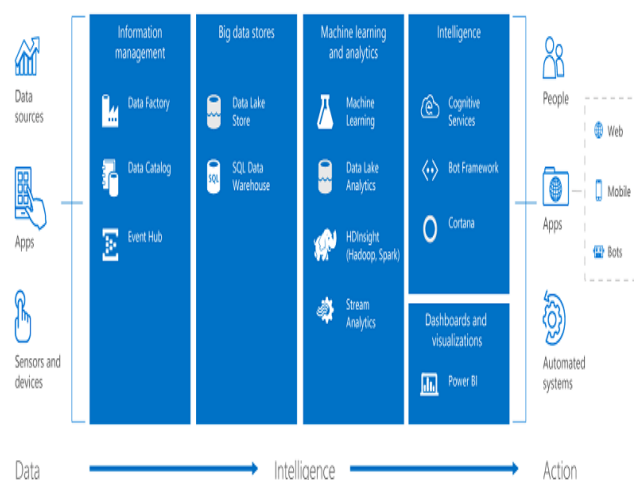 Data
sources
Apps
Sensors and
devices
Information
management
Data Factory
Data Catalog
Event Hub
Big data stores
Data Lake
Store
SQL
SQL Data
Warehouse
Machine learning
and analytics
Machine
Learning
Data Lake
Analytics
HDInsight
(Hadoop, Spark)
Stream
Analytics
Intelligence
Cognitive
Services
Bot Framework
Cortana
Dashboards and
visualizations
Power BI
People
Apps
Automated
systems
Web
Mobile
Bots
Data
Intelligence
Action